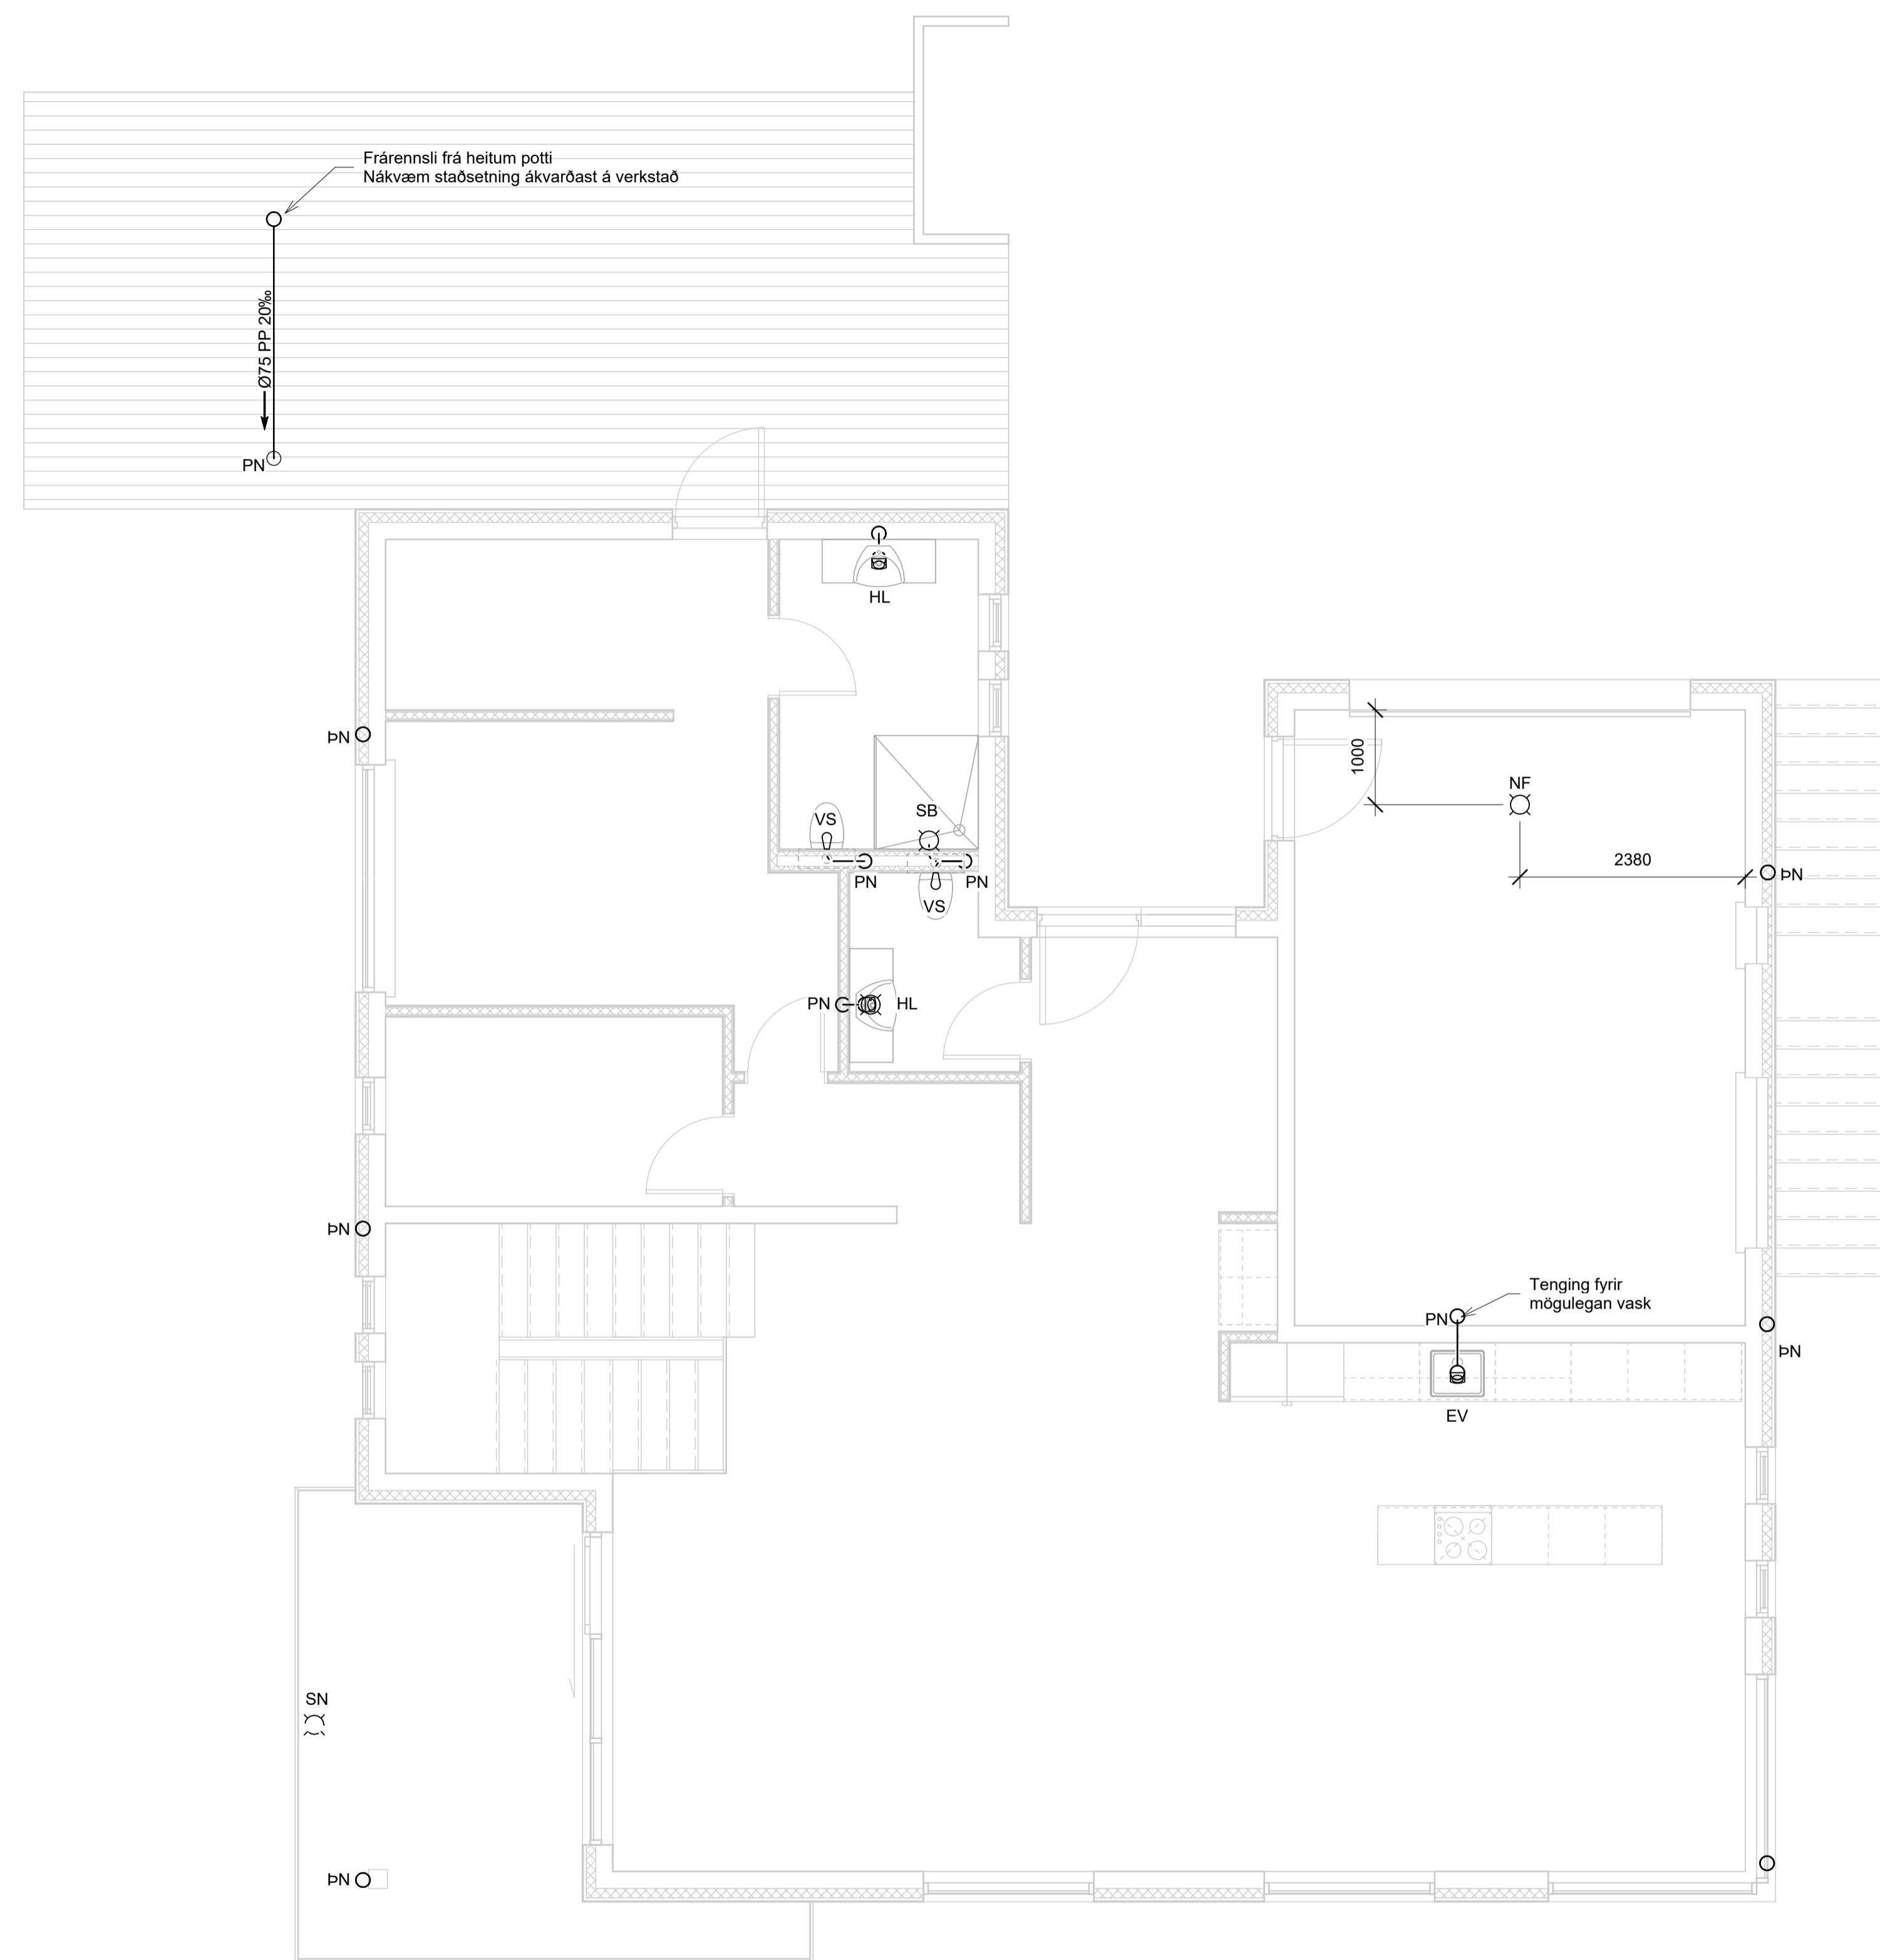 Frárennsli frá heitum potti
Nákvæm staðsetning ákvarðast á verkstað
Ø75 PP 20‰
PN
HL
ÞN
1000
NF
SB
VS
2380
ÞN
PN
PN
VS
PN
HL
ÞN
Tenging fyrir
mögulegan vask
PN
ÞN
EV
SN
ÞN